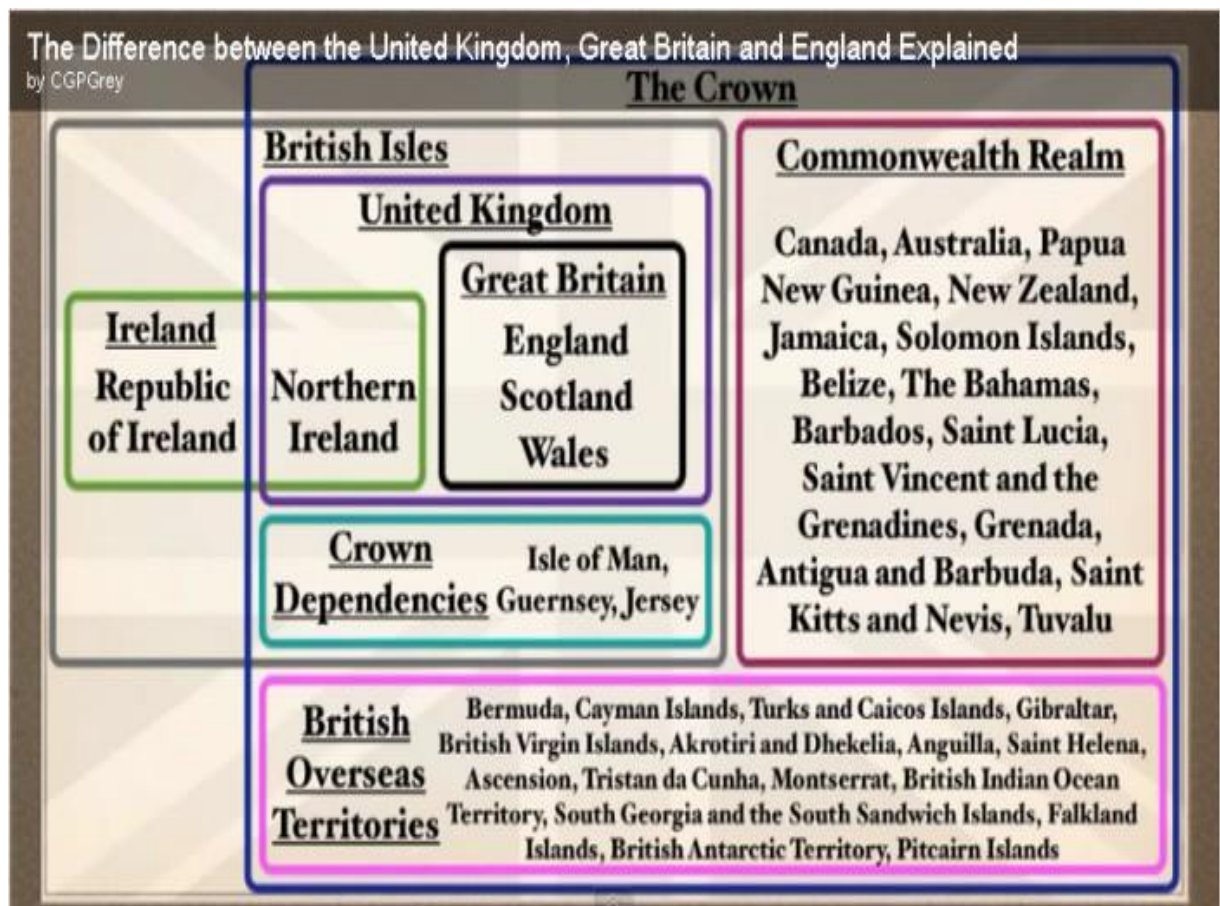 The Difference between the United Kingdom, Great Britain and England Explained
by CGPGrey
The Crown
British Isles
United Kingdom
Great Britain
England
Scotland
Wales
Ireland
Republic
of Ireland
Northern
Ireland
Crown
Dependencies
Isle of Man,
Guernsey, Jersey
Commonwealth Realm
Canada, Australia, Papua
New Guinea, New Zealand,
Jamaica, Solomon Islands,
Belize, The Bahamas,
Barbados, Saint Lucia,
Saint Vincent and the
Grenadines, Grenada,
Antigua and Barbuda, Saint
Kitts and Nevis, Tuvalu
British
Overseas
Territories
Bermuda, Cayman Islands, Turks and Caicos Islands, Gibraltar,
British Virgin Islands, Akrotiri and Dhekelia, Anguilla, Saint Helena,
Ascension, Tristan da Cunha, Montserrat, British Indian Ocean
Territory, South Georgia and the South Sandwich Islands, Falkland
Islands, British Antarctic Territory, Pitcairn Islands